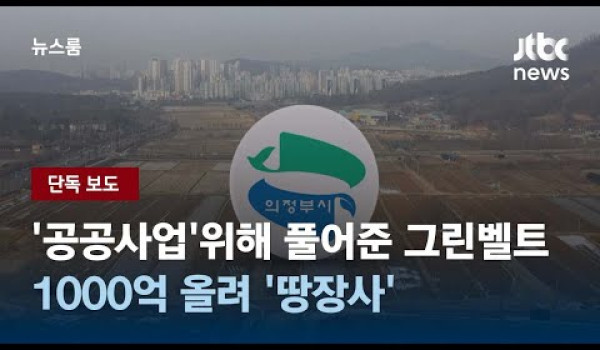 뉴스룸
jtbc
news
의정부시
단독 보도
'공공사업'위해 풀어준 그린벨트
1000억 올려 '땅장사'